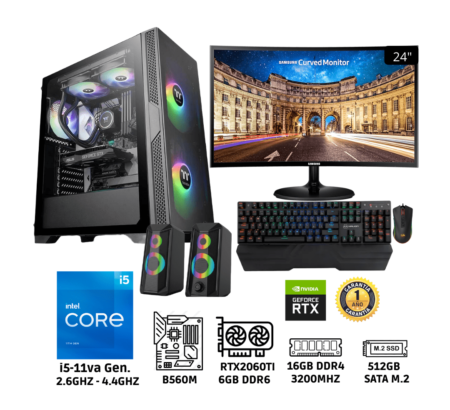 24"
SAMSUNG Curved Monitor
SAMSUNG
i5
intel
CORE
NVIDIA
GEFORCE
RTX
GARANTIA
1
AÑO
GARANTIA
i5-11va Gen.
2.6GHZ - 4.4GHZ
B560M
RTX2060TI
6GB DDR6
16GB DDR4
3200MHZ
M.2 SSD
512GB
SATA M.2